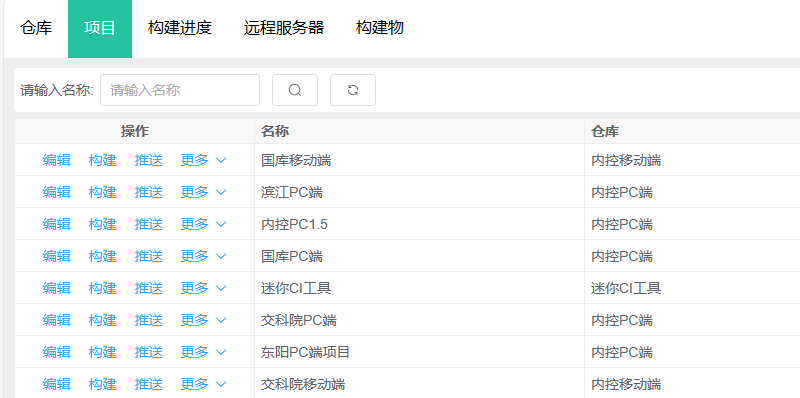 仓库 项目 构建进度 远程服务器 构建物
请输入名称: 请输入名称
操作 名称 仓库
编辑 构建 推送 更多 国库移动端 内控移动端
编辑 构建 推送 更多 滨江PC端 内控PC端
编辑 构建 推送 更多 内控PC1.5 内控PC端
编辑 构建 推送 更多 国库PC端 内控PC端
编辑 构建 推送 更多 迷你CI工具 迷你CI工具
编辑 构建 推送 更多 交科院PC端 内控PC端
编辑 构建 推送 更多 东阳PC端项目 内控PC端
编辑 构建 推送 更多 交科院移动端 内控移动端